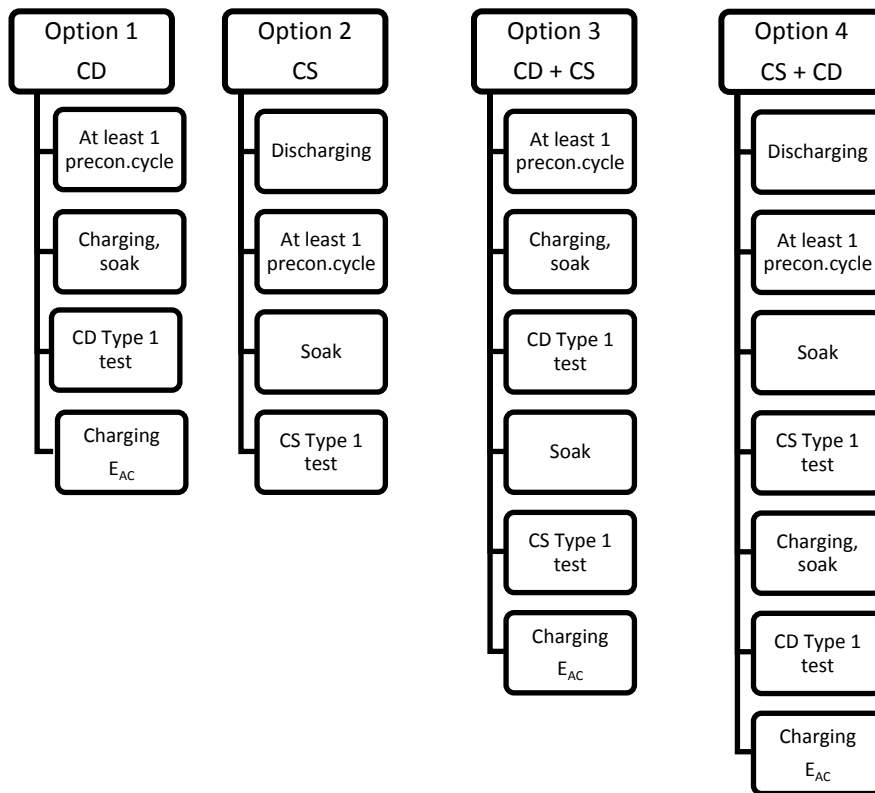 Option 1
CD
At least 1
precon.cycle
Charging,
soak
CD Type 1
test
Charging
E_AC
Option 2
CS
Discharging
At least 1
precon.cycle
Soak
CS Type 1
test
Option 3
CD + CS
At least 1
precon.cycle
Charging,
soak
CD Type 1
test
Soak
CS Type 1
test
Charging
E_AC
Option 4
CS + CD
Discharging
At least 1
precon.cycle
Soak
CS Type 1
test
Charging,
soak
CD Type 1
test
Charging
E_AC